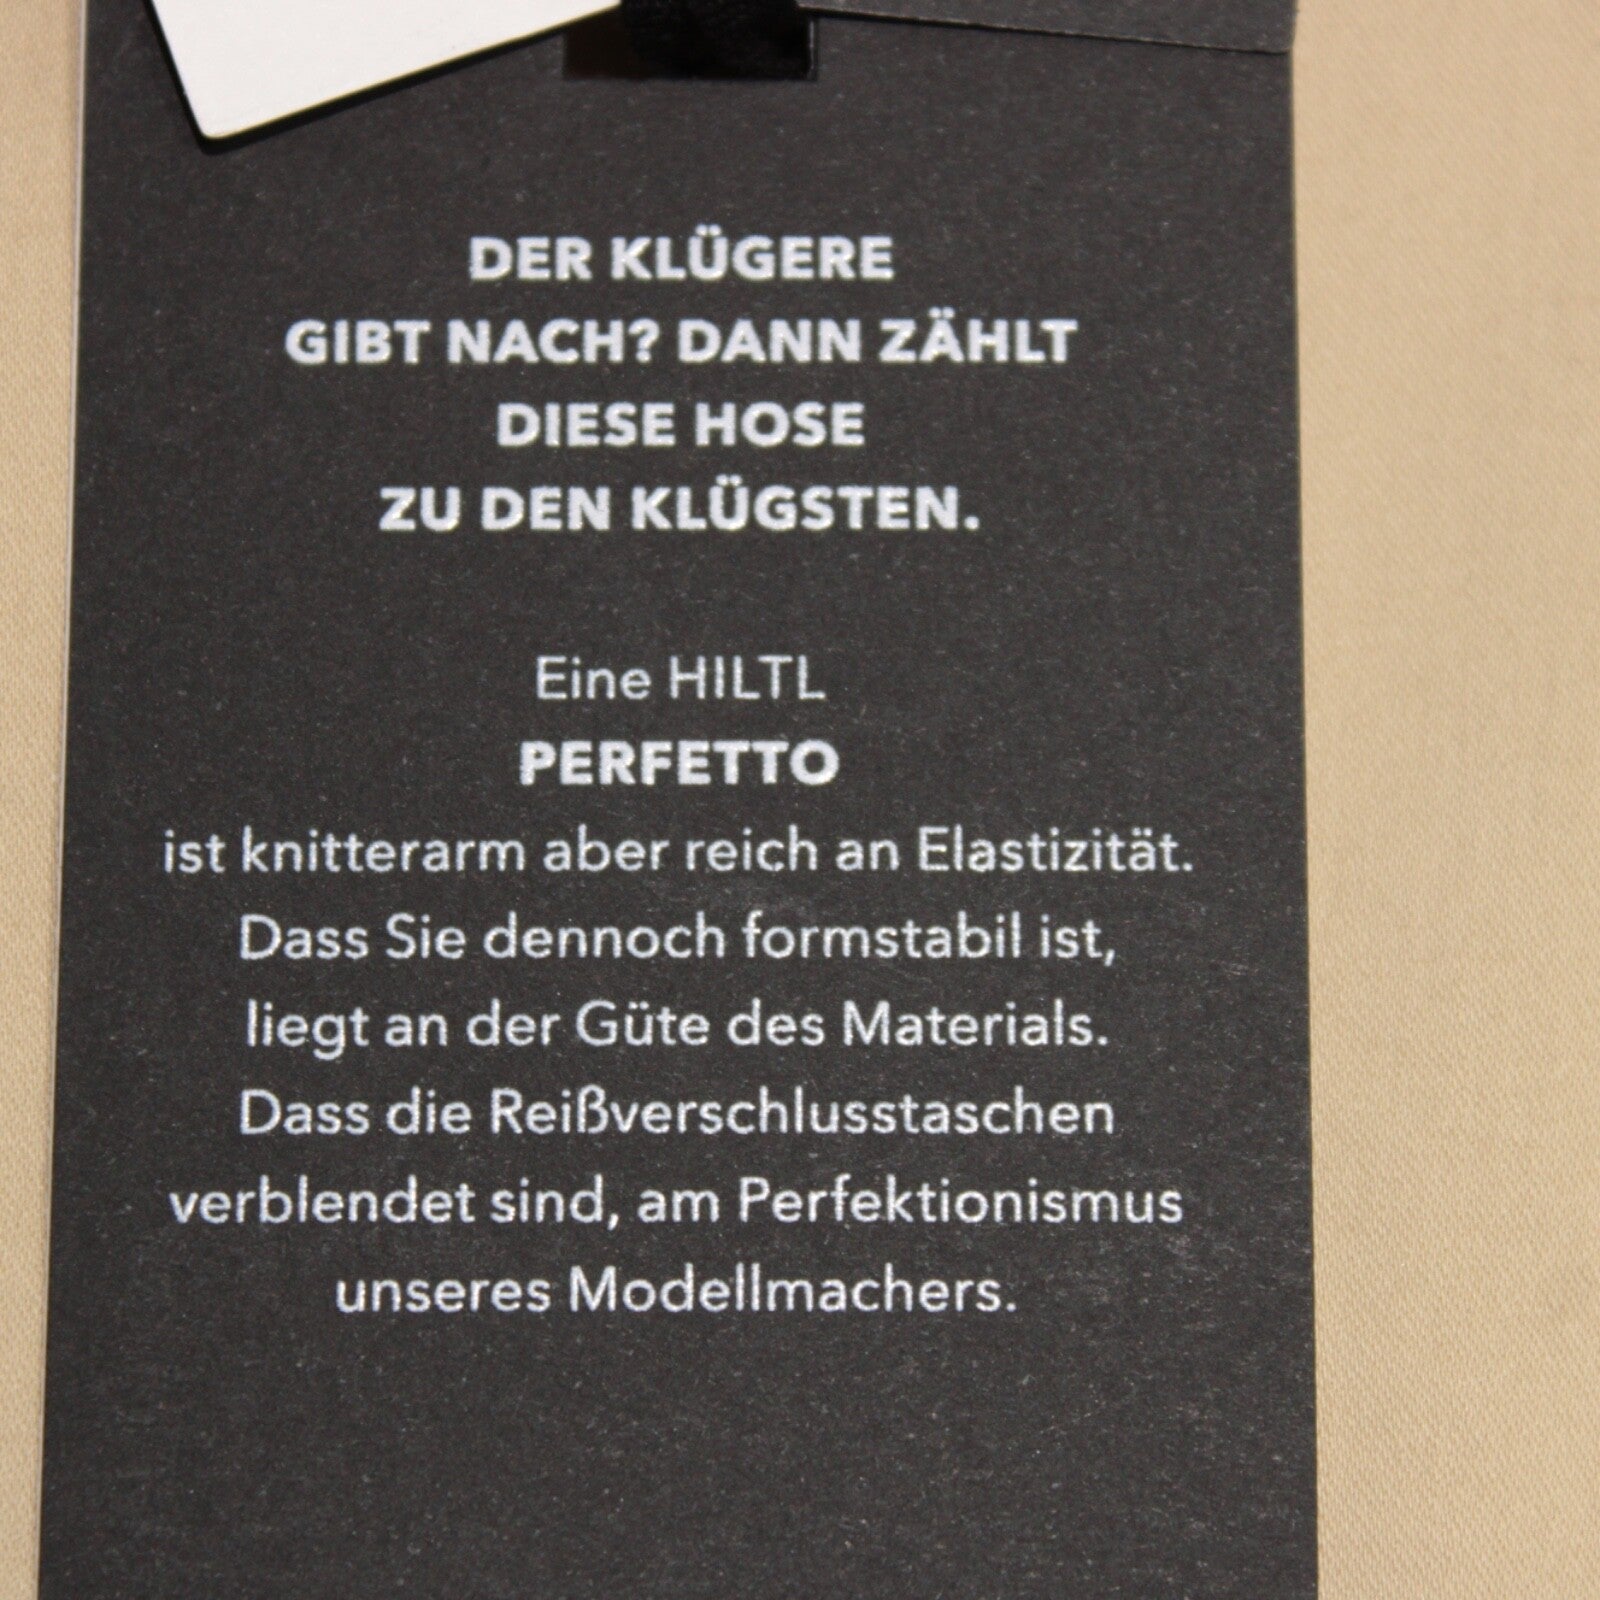 DER KLÜGERE
GIBT NACH? DANN ZÄHLT
DIESE HOSE
ZU DEN KLÜGSTEN.
Eine HILTL
PERFETTO
ist knitterarm aber reich an Elastizität.
Dass Sie dennoch formstabil ist,
liegt an der Güte des Materials.
Dass die Reißverschlusstaschen
verblendet sind, am Perfektionismus
unseres Modellmachers.